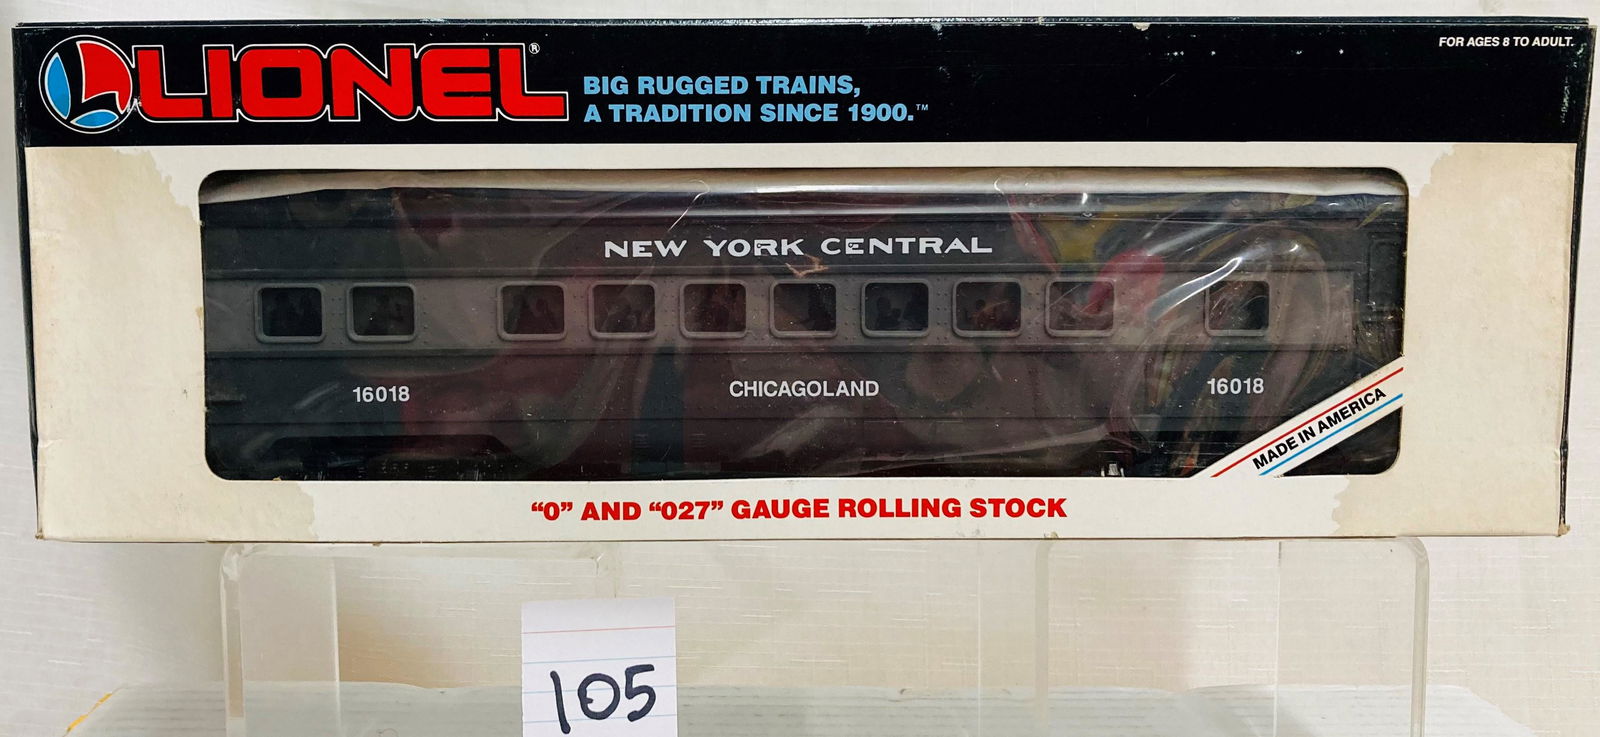 LIONEL®
BIG RUGGED TRAINS,
A TRADITION SINCE 1900.™
FOR AGES 8 TO ADULT.
NEW YORK CENTRAL
16018
CHICAGOLAND
16018
MADE IN AMERICA
“O” AND “027” GAUGE ROLLING STOCK
105